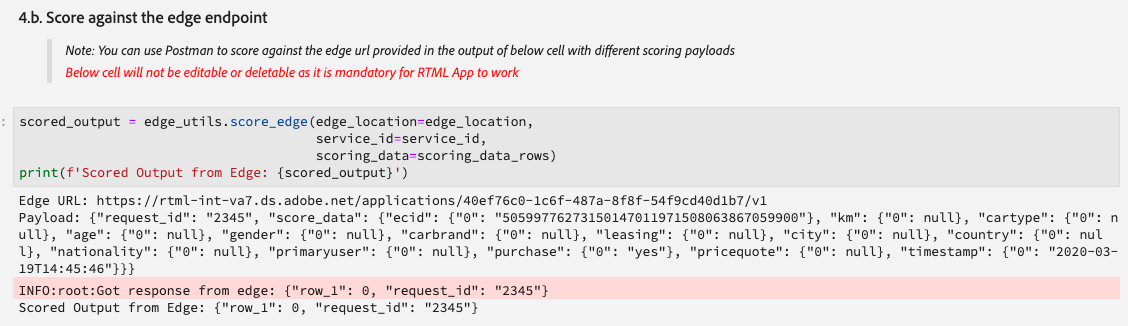 4.b. Score against the edge endpoint
Note: You can use Postman to score against the edge url provided in the output of below cell with different scoring payloads
Below cell will not be editable or deletable as it is mandatory for RTML App to work
: scored_output = edge_utils.score_edge(edge_location=edge_location,
service_id=service_id,
scoring_data=scoring_data_rows)
print(f'Scored Output from Edge: {scored_output}')
Edge URL: https://rtml-int-va7.ds.adobe.net/applications/40ef76c0-1c6f-487a-8f8f-54f9cd40d1b7/v1
Payload: {"request_id": "2345", "score_data": {"ecid": {"0": "50599776273150147011971508063867059900"}, "km": {"0": null}, "cartype": {"0": n
ull}, "age": {"0": null}, "gender": {"0": null}, "carbrand": {"0": null}, "leasing": {"0": null}, "city": {"0": null}, "country": {"0": nul
l}, "nationality": {"0": null}, "primaryuser": {"0": null}, "purchase": {"0": "yes"}, "pricequote": {"0": null}, "timestamp": {"0": "2020-03-
19T14:45:46"}}}
INFO:root:Got response from edge: {"row_1": 0, "request_id": "2345"}
Scored Output from Edge: {"row_1": 0, "request_id": "2345"}